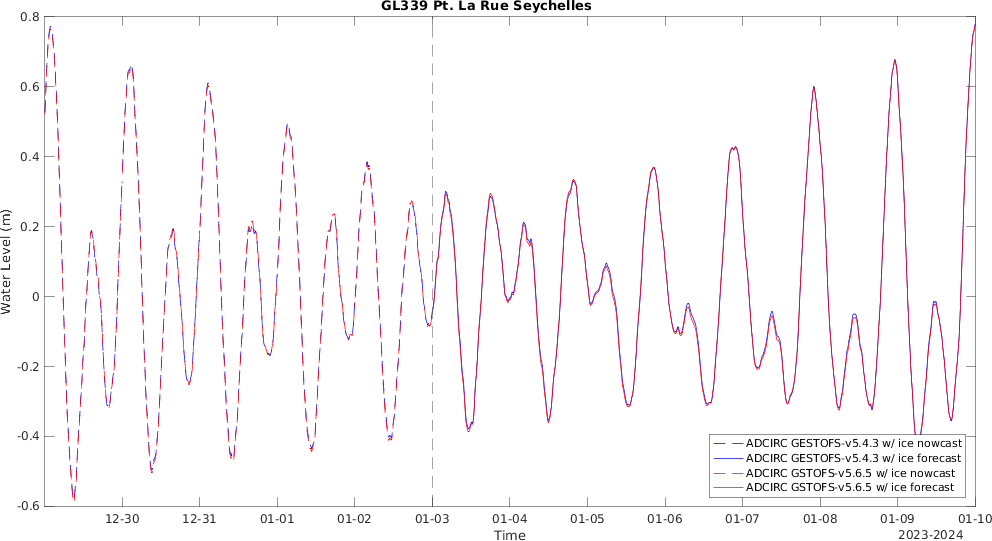 GL339 Pt. La Rue Seychelles
0.8
0.6
0.4
0.2
0
-0.2
-0.4
-0.6
Water Level (m)
ADCIRC GESTOFS-v5.4.3 w/ ice nowcast
ADCIRC GESTOFS-v5.4.3 w/ ice forecast
ADCIRC GSTOFS-v5.6.5 w/ ice nowcast
ADCIRC GSTOFS-v5.6.5 w/ ice forecast
12-30 12-31 01-01 01-02 01-03 01-04 01-05 01-06 01-07 01-08 01-09 01-10
Time
2023-2024